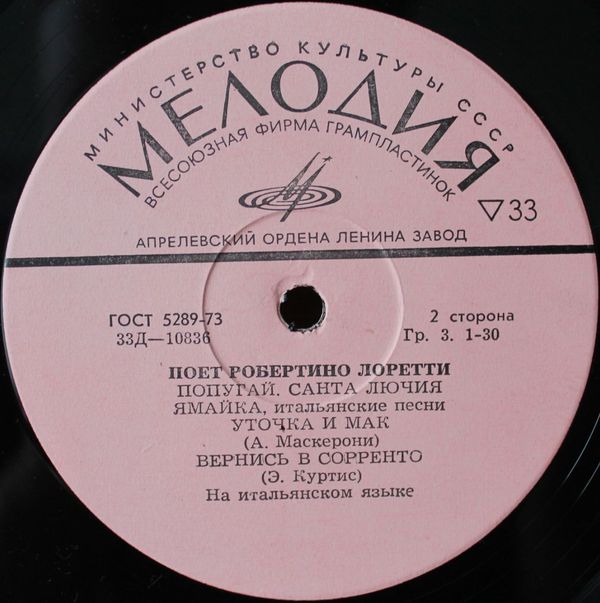 МИНИСТЕРСТВО КУЛЬТУРЫ СССР
МЕЛОДИЯ
ВСЕСОЮЗНАЯ ФИРМА ГРАМПЛАСТИНОК
▽33
АПРЕЛЕВСКИЙ ОРДЕНА ЛЕНИНА ЗАВОД
ГОСТ 5289-73
33Д—10836
2 сторона
Гр. 3. 1-30
ПОЕТ РОБЕРТИНО ЛОРЕТТИ
ПОПУГАЙ. САНТА ЛЮЧИЯ
ЯМАЙКА, итальянские песни
УТОЧКА И МАК
(А. Маскерони)
ВЕРНИСЬ В СОРРЕНТО
(Э. Куртис)
На итальянском языке